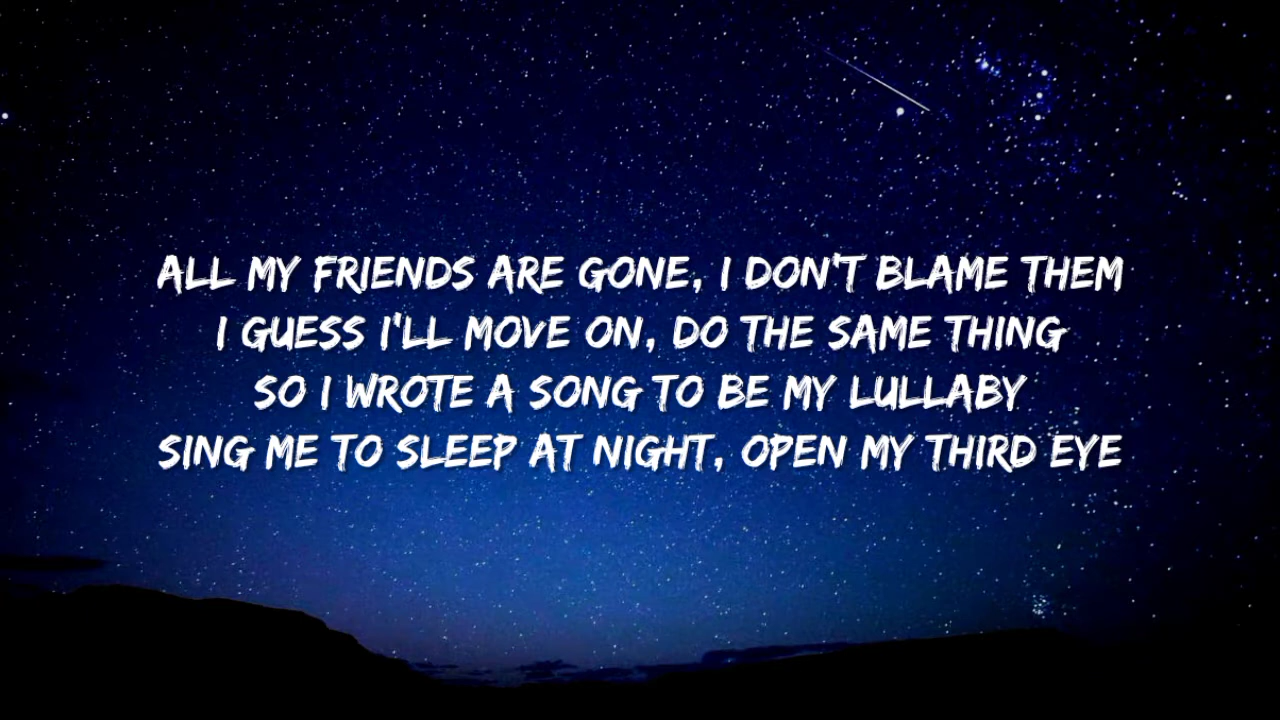 ALL MY FRIENDS ARE GONE, I DON'T BLAME THEM
I GUESS I'LL MOVE ON, DO THE SAME THING
SO I WROTE A SONG TO BE MY LULLABY
SING ME TO SLEEP AT NIGHT, OPEN MY THIRD EYE